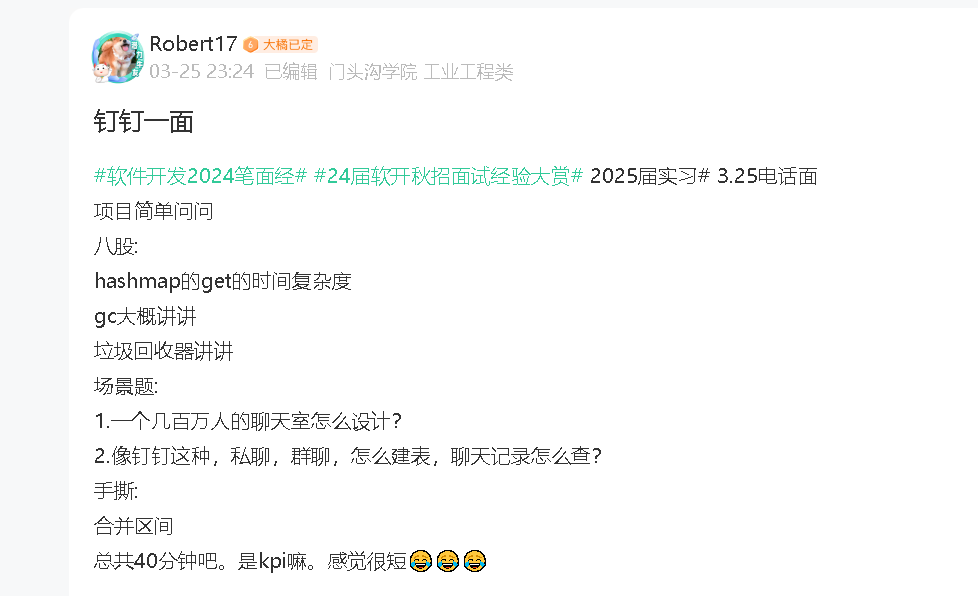 Robert17 6 大橘已定
03-25 23:24 已编辑 门头沟学院 工业工程类
钉钉一面
#软件开发2024笔面经# #24届软开秋招面试经验大赏# 2025届实习# 3.25电话面
项目简单问问
八股:
hashmap的get的时间复杂度
gc大概讲讲
垃圾回收器讲讲
场景题:
1.一个几百万人的聊天室怎么设计？
2.像钉钉这种，私聊，群聊，怎么建表，聊天记录怎么查？
手撕:
合并区间
总共40分钟吧。是kpi嘛。感觉很短😂😂😂